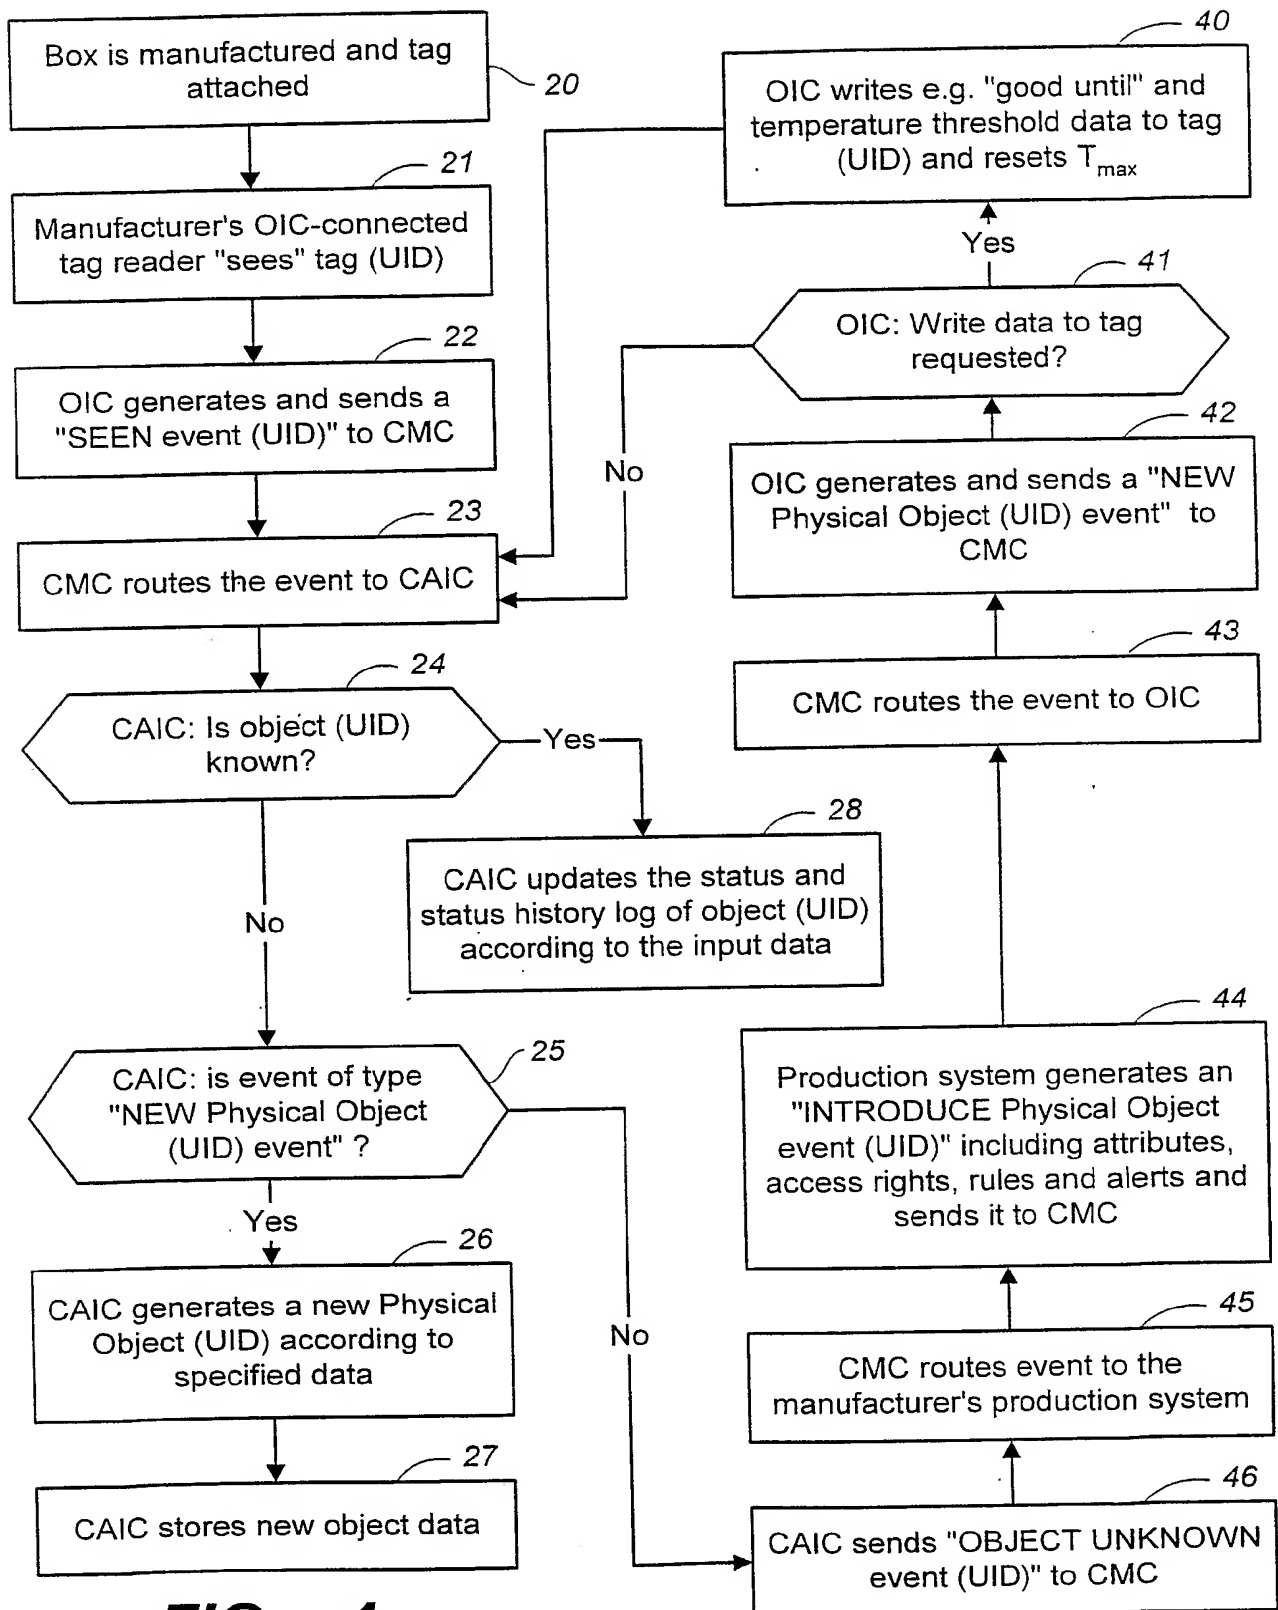 Box is manufactured and tag
attached
20
21
Manufacturer's OIC-connected
tag reader "sees" tag (UID)
22
OIC generates and sends a
"SEEN event (UID)" to CMC
23
CMC routes the event to CAIC
24
CAIC: Is object (UID)
known?
Yes
28
CAIC updates the status and
status history log of object (UID)
according to the input data
No
25
CAIC: is event of type
"NEW Physical Object
(UID) event" ?
Yes
26
CAIC generates a new Physical
Object (UID) according to
specified data
27
CAIC stores new object data
No
40
OIC writes e.g. "good until" and
temperature threshold data to tag
(UID) and resets Tmax
Yes
41
OIC: Write data to tag
requested?
No
42
OIC generates and sends a "NEW
Physical Object (UID) event" to
CMC
43
CMC routes the event to OIC
44
Production system generates an
"INTRODUCE Physical Object
event (UID)" including attributes,
access rights, rules and alerts and
sends it to CMC
45
CMC routes event to the
manufacturer's production system
46
CAIC sends "OBJECT UNKNOWN
event (UID)" to CMC